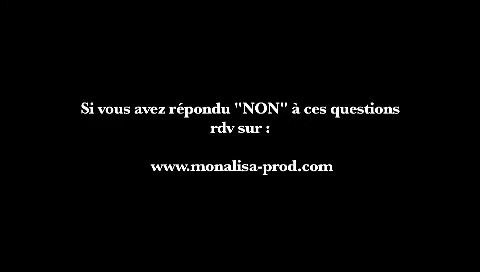 Si vous avez répondu "NON" à ces questions
rdv sur :
www.monalisa-prod.com